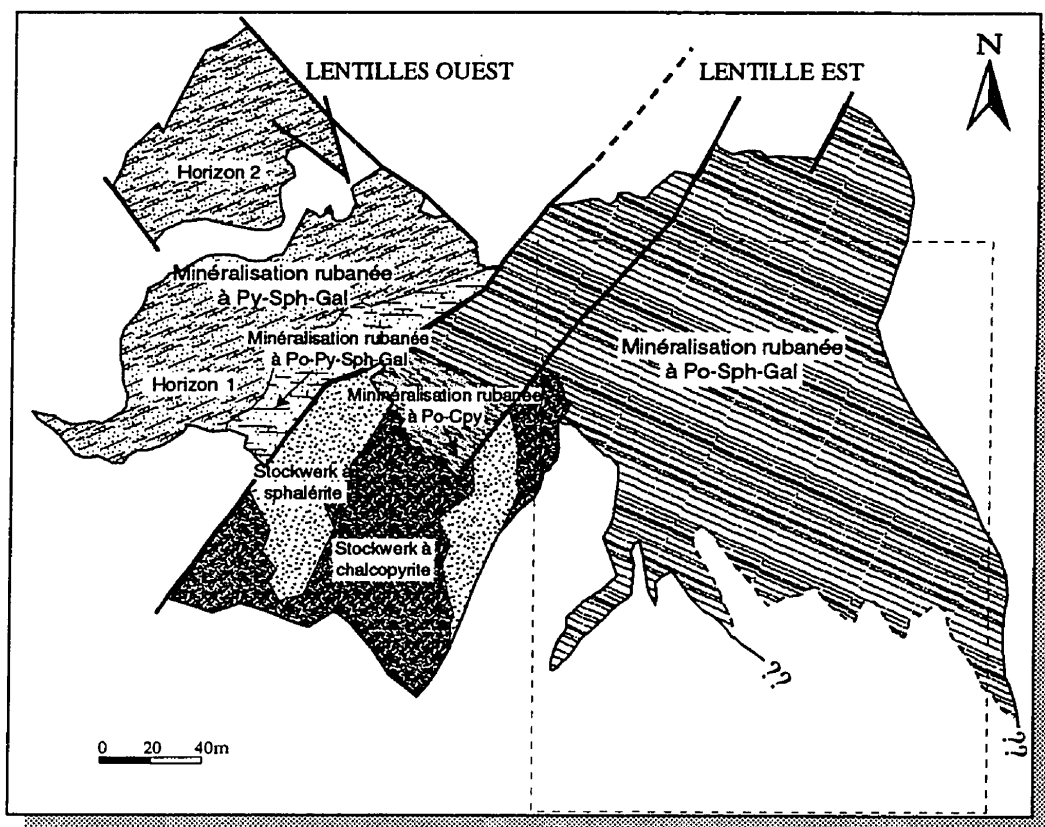 LENTILLES OUEST
LENTILLE EST
N
Horizon 2
Minéralisation rubanée
à Py-Sph-Gal
Minéralisation rubanée
à Po-Py-Sph-Gal
Horizon 1
Minéralisation rubanée
à Po-Sph-Gal
Mininéralisation rubanée
à Po-Cpy
Stockwerk à
sphalérite
Stockwerk à
chalcopyrite
??
??
0 20 40m